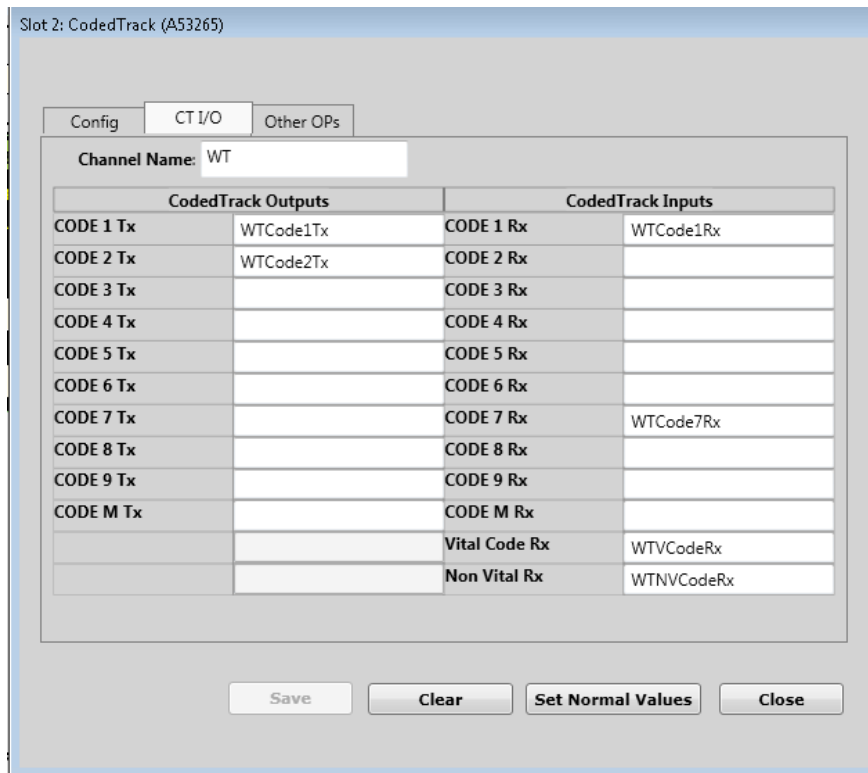 Slot 2: CodedTrack (A53265)
Config CT I/O Other OPs
Channel Name: WT
CodedTrack Outputs CodedTrack Inputs
CODE 1 Tx WTCode1Tx CODE 1 Rx WTCode1Rx
CODE 2 Tx WTCode2Tx CODE 2 Rx
CODE 3 Tx CODE 3 Rx
CODE 4 Tx CODE 4 Rx
CODE 5 Tx CODE 5 Rx
CODE 6 Tx CODE 6 Rx
CODE 7 Tx CODE 7 Rx WTCode7Rx
CODE 8 Tx CODE 8 Rx
CODE 9 Tx CODE 9 Rx
CODE M Tx CODE M Rx
Vital Code Rx WTVCodeRx
Non Vital Rx WTNVCodeRx
Save Clear Set Normal Values Close